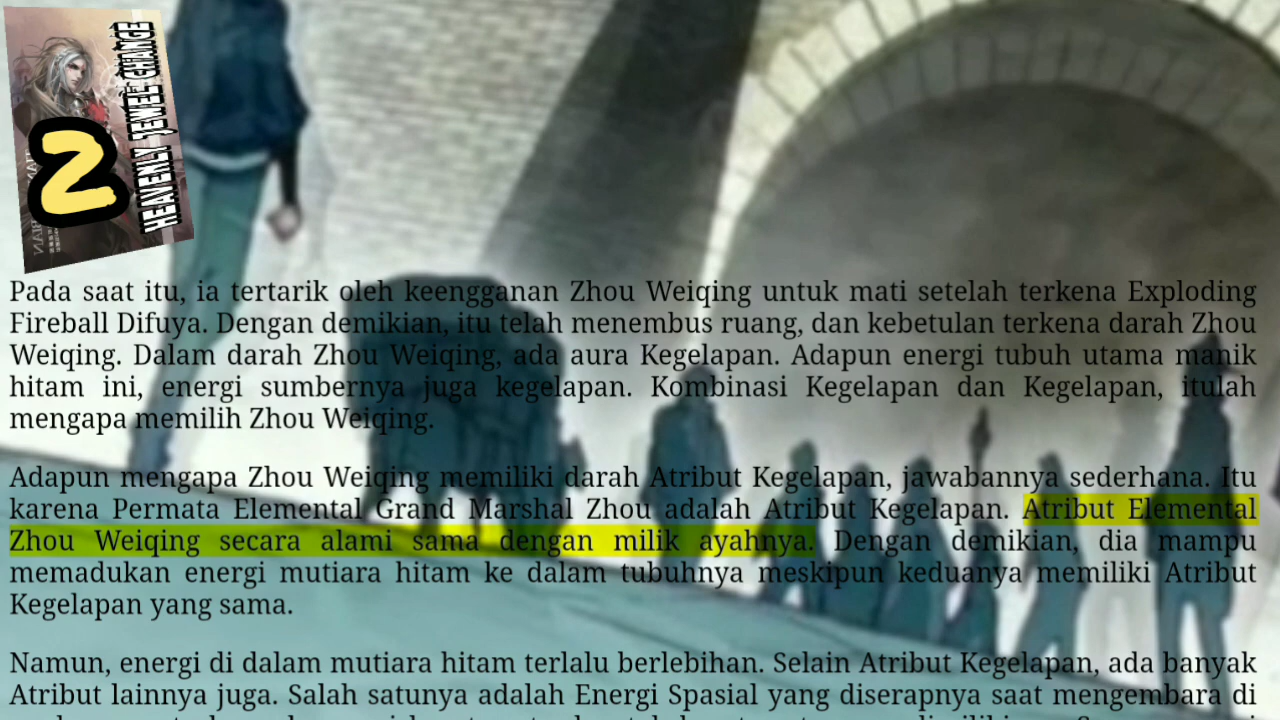 2
HEAVENLY JEWEL CHANGE
Pada saat itu, ia tertarik oleh keengganan Zhou Weiqing untuk mati setelah terkena Exploding
Fireball Difuya. Dengan demikian, itu telah menembus ruang, dan kebetulan terkena darah Zhou
Weiqing. Dalam darah Zhou Weiqing, ada aura Kegelapan. Adapun energi tubuh utama manik
hitam ini, energi sumbernya juga kegelapan. Kombinasi Kegelapan dan Kegelapan, itulah
mengapa memilih Zhou Weiqing.
Adapun mengapa Zhou Weiqing memiliki darah Atribut Kegelapan, jawabannya sederhana. Itu
karena Permata Elemental Grand Marshal Zhou adalah Atribut Kegelapan. Atribut Elemental
Zhou Weiqing secara alami sama dengan milik ayahnya. Dengan demikian, dia mampu
memadukan energi mutiara hitam ke dalam tubuhnya meskipun keduanya memiliki Atribut
Kegelapan yang sama.
Namun, energi di dalam mutiara hitam terlalu berlebihan. Selain Atribut Kegelapan, ada banyak
Atribut lainnya juga. Salah satunya adalah Energi Spasial yang diserapnya saat mengembara di